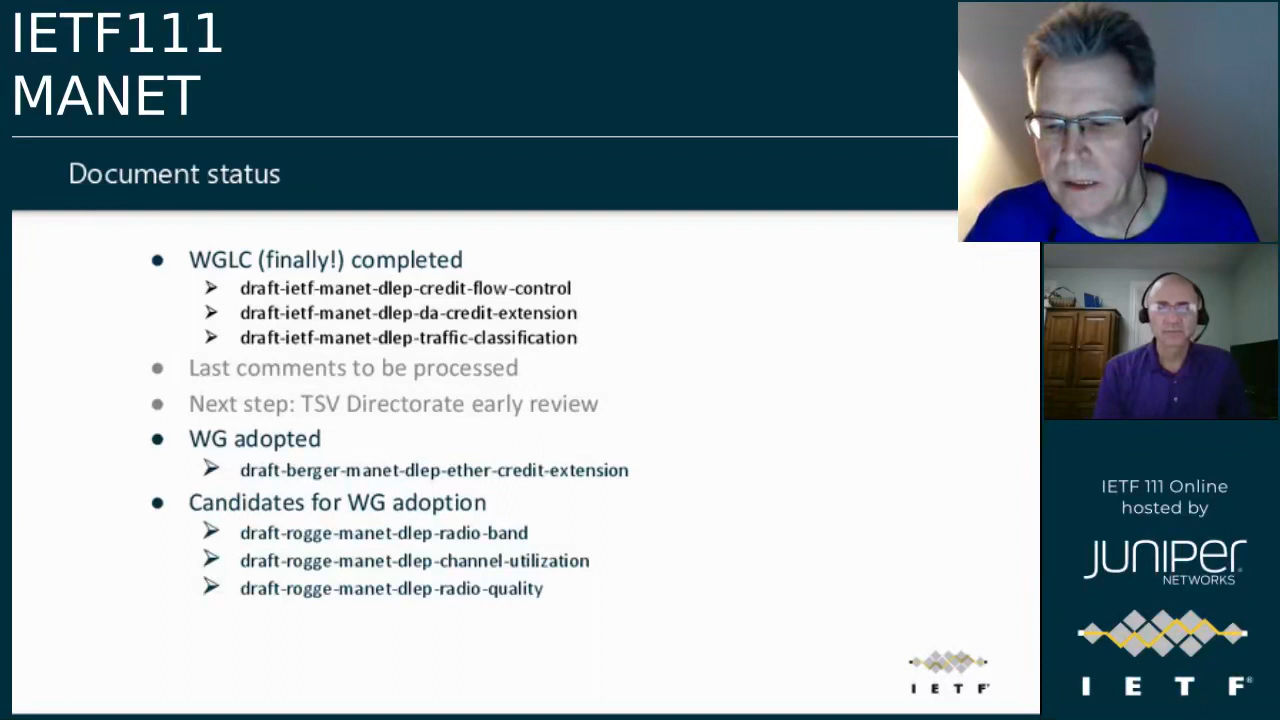 IETF111
MANET
Document status
WGLC (finally!) completed
draft-ietf-manet-dlep-credit-flow-control
draft-ietf-manet-dlep-da-credit-extension
draft-ietf-manet-dlep-traffic-classification
Last comments to be processed
Next step: TSV Directorate early review
WG adopted
draft-berger-manet-dlep-ether-credit-extension
Candidates for WG adoption
draft-rogge-manet-dlep-radio-band
draft-rogge-manet-dlep-channel-utilization
draft-rogge-manet-dlep-radio-quality
I E T F®
IETF 111 Online
hosted by
JUNIPER
NETWORKS
I E T F®